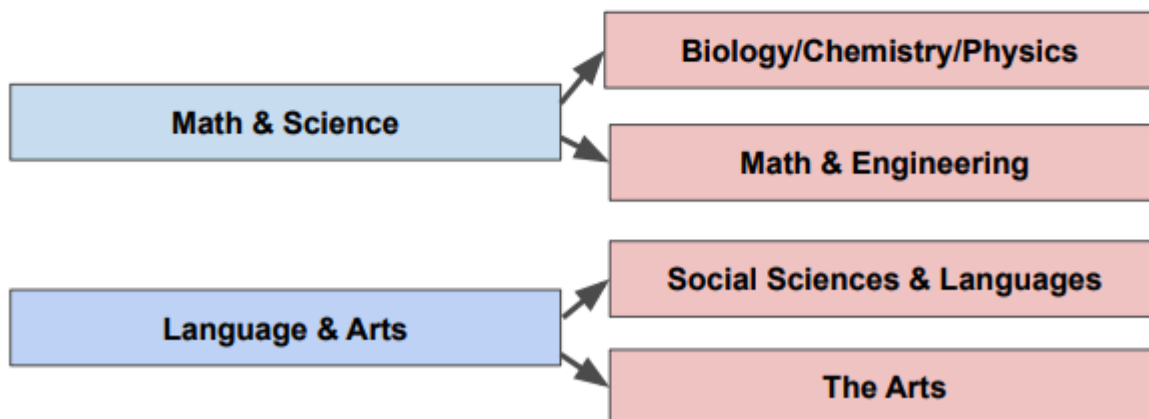 Math & Science
Biology/Chemistry/Physics
Math & Engineering
Language & Arts
Social Sciences & Languages
The Arts